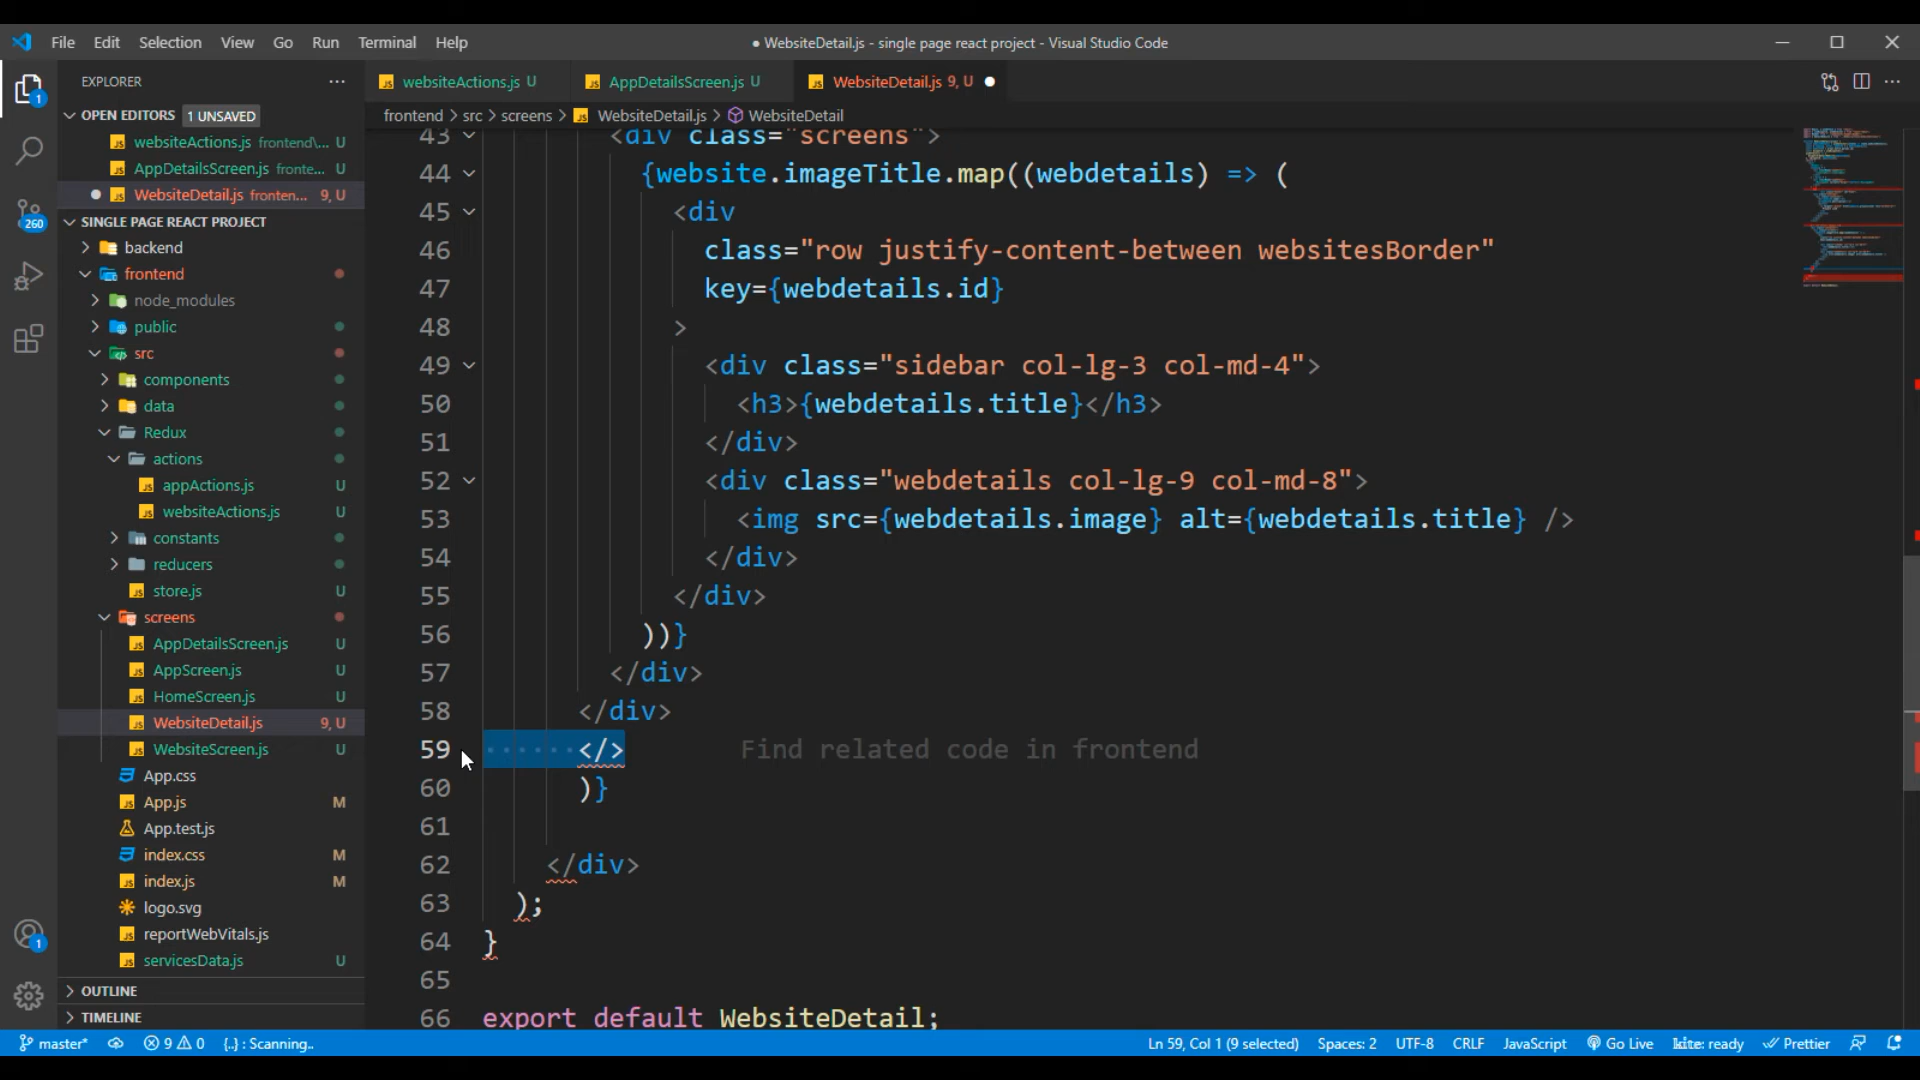 File Edit Selection View Go Run Terminal Help
● WebsiteDetail.js - single page react project - Visual Studio Code
EXPLORER
websiteActions.js U
AppDetailsScreen.js U
WebsiteDetail.js 9, U
OPEN EDITORS 1 UNSAVED
frontend > src > screens > WebsiteDetail.js > WebsiteDetail
websiteActions.js frontend\... U
AppDetailsScreen.js fronte... U
WebsiteDetail.js fronten... 9, U
SINGLE PAGE REACT PROJECT
backend
frontend
node_modules
public
src
components
data
Redux
actions
appActions.js U
websiteActions.js U
constants
reducers
store.js U
screens
AppDetailsScreen.js U
AppScreen.js U
HomeScreen.js U
WebsiteDetail.js 9, U
WebsiteScreen.js U
App.css
App.js M
App.test.js
index.css M
index.js M
logo.svg
reportWebVitals.js
servicesData.js U
OUTLINE
TIMELINE
1
260
1
43 <div class="screens">
44 {website.imageTitle.map((webdetails) => (
45 <div
46 class="row justify-content-between websitesBorder"
47 key={webdetails.id}
48 >
49 <div class="sidebar col-lg-3 col-md-4">
50 <h3>{webdetails.title}</h3>
51 </div>
52 <div class="webdetails col-lg-9 col-md-8">
53 <img src={webdetails.image} alt={webdetails.title} />
54 </div>
55 </div>
56 ))}
57 </div>
58 </div>
59 ······</> Find related code in frontend
60 )}
61
62 </div>
63 );
64 }
65
66 export default WebsiteDetail;
master* 9 0 {..} : Scanning.. Ln 59, Col 1 (9 selected) Spaces: 2 UTF-8 CRLF JavaScript Go Live kite: ready Prettier